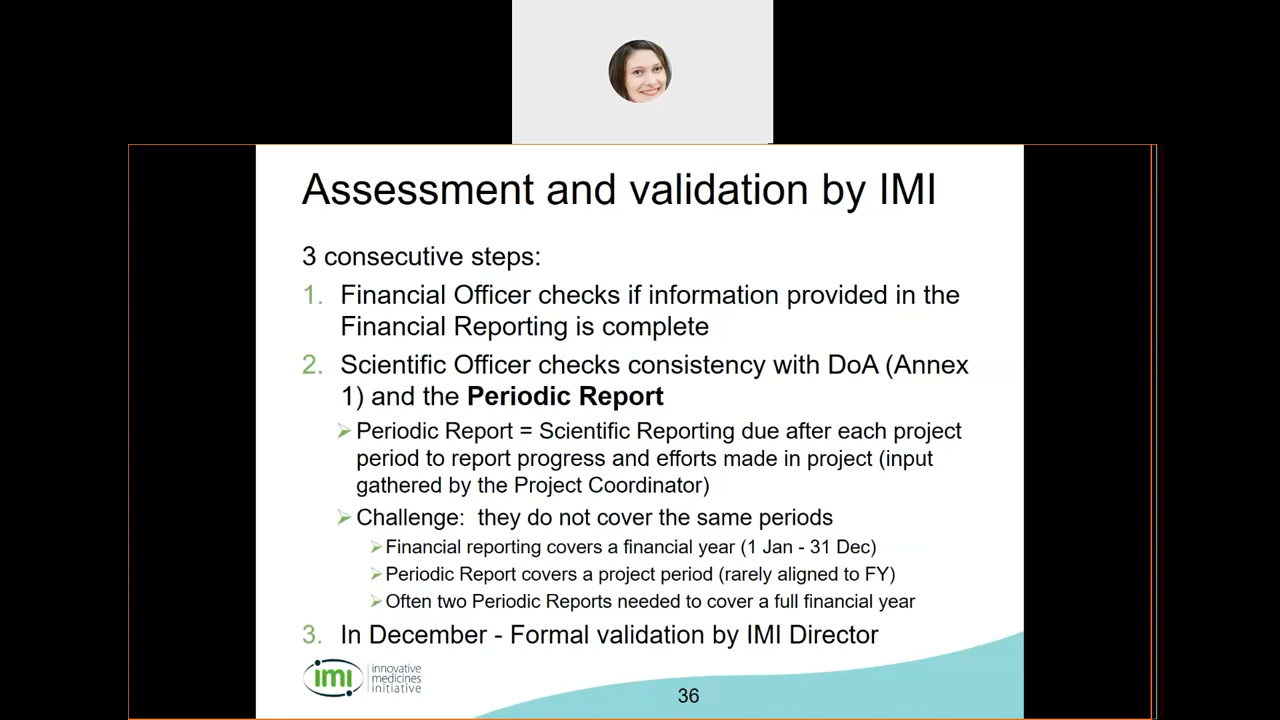 Assessment and validation by IMI
3 consecutive steps:
1. Financial Officer checks if information provided in the
Financial Reporting is complete
2. Scientific Officer checks consistency with DoA (Annex
1) and the Periodic Report
Periodic Report = Scientific Reporting due after each project
period to report progress and efforts made in project (input
gathered by the Project Coordinator)
Challenge: they do not cover the same periods
Financial reporting covers a financial year (1 Jan - 31 Dec)
Periodic Report covers a project period (rarely aligned to FY)
Often two Periodic Reports needed to cover a full financial year
3. In December - Formal validation by IMI Director
imi
innovative
medicines
initiative
36